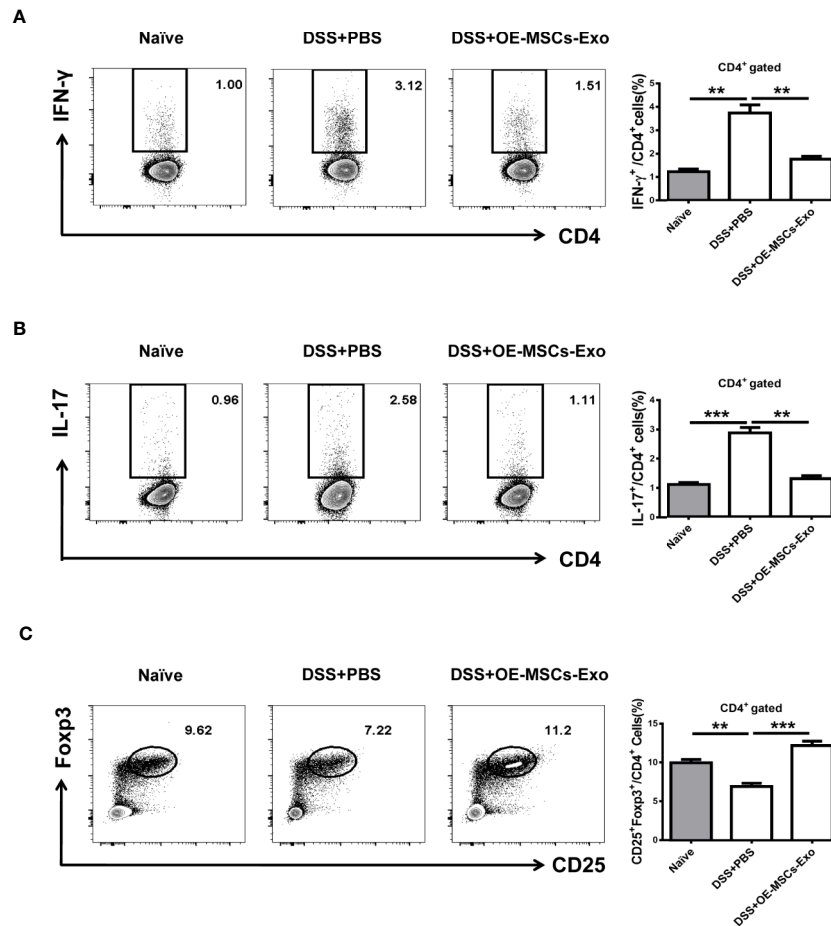 A
Naïve
DSS+PBS
DSS+OE-MSCs-Exo
1.00
3.12
1.51
IFN-γ
CD4
CD4⁺ gated
** **
IFN-γ⁺/CD4⁺cells(%)
5
4
3
2
1
0
Naïve
DSS+PBS
DSS+OE-MSCs-Exo
B
Naïve
DSS+PBS
DSS+OE-MSCs-Exo
0.96
2.58
1.11
IL-17
CD4
CD4⁺ gated
*** **
IL-17⁺/CD4⁺cells(%)
4
3
2
1
0
Naïve
DSS+PBS
DSS+OE-MSCs-Exo
C
Naïve
DSS+PBS
DSS+OE-MSCs-Exo
9.62
7.22
11.2
Foxp3
CD25
CD4⁺ gated
** ***
CD25⁺Foxp3⁺/CD4⁺ Cells(%)
15
10
5
0
Naïve
DSS+PBS
DSS+OE-MSCs-Exo